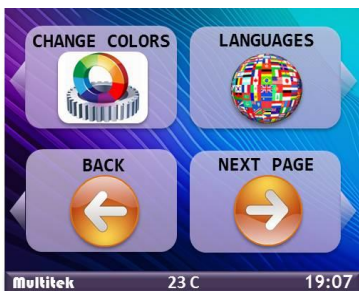 CHANGE COLORS
LANGUAGES
BACK
NEXT PAGE
Multitek 23 C 19:07